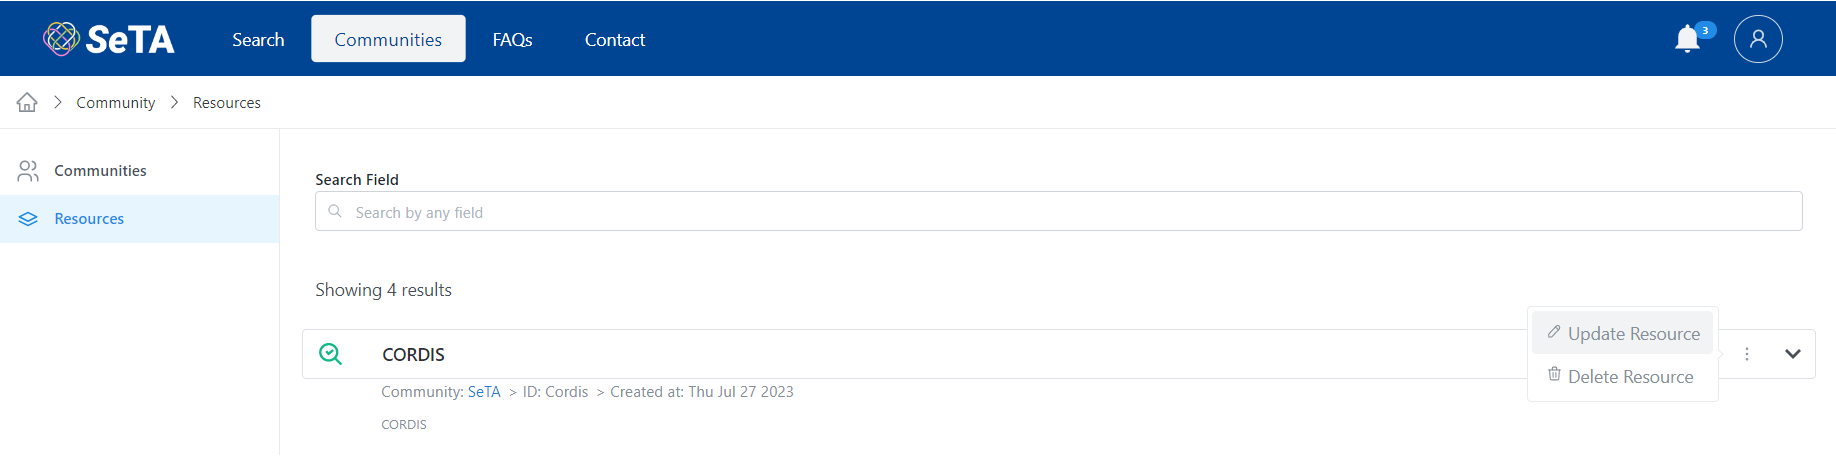 SeTA Search Communities FAQs Contact 3
Community Resources
Communities
Resources
Search Field
Search by any field
Showing 4 results
Update Resource
CORDIS
Delete Resource
Community: SeTA > ID: Cordis > Created at: Thu Jul 27 2023
CORDIS